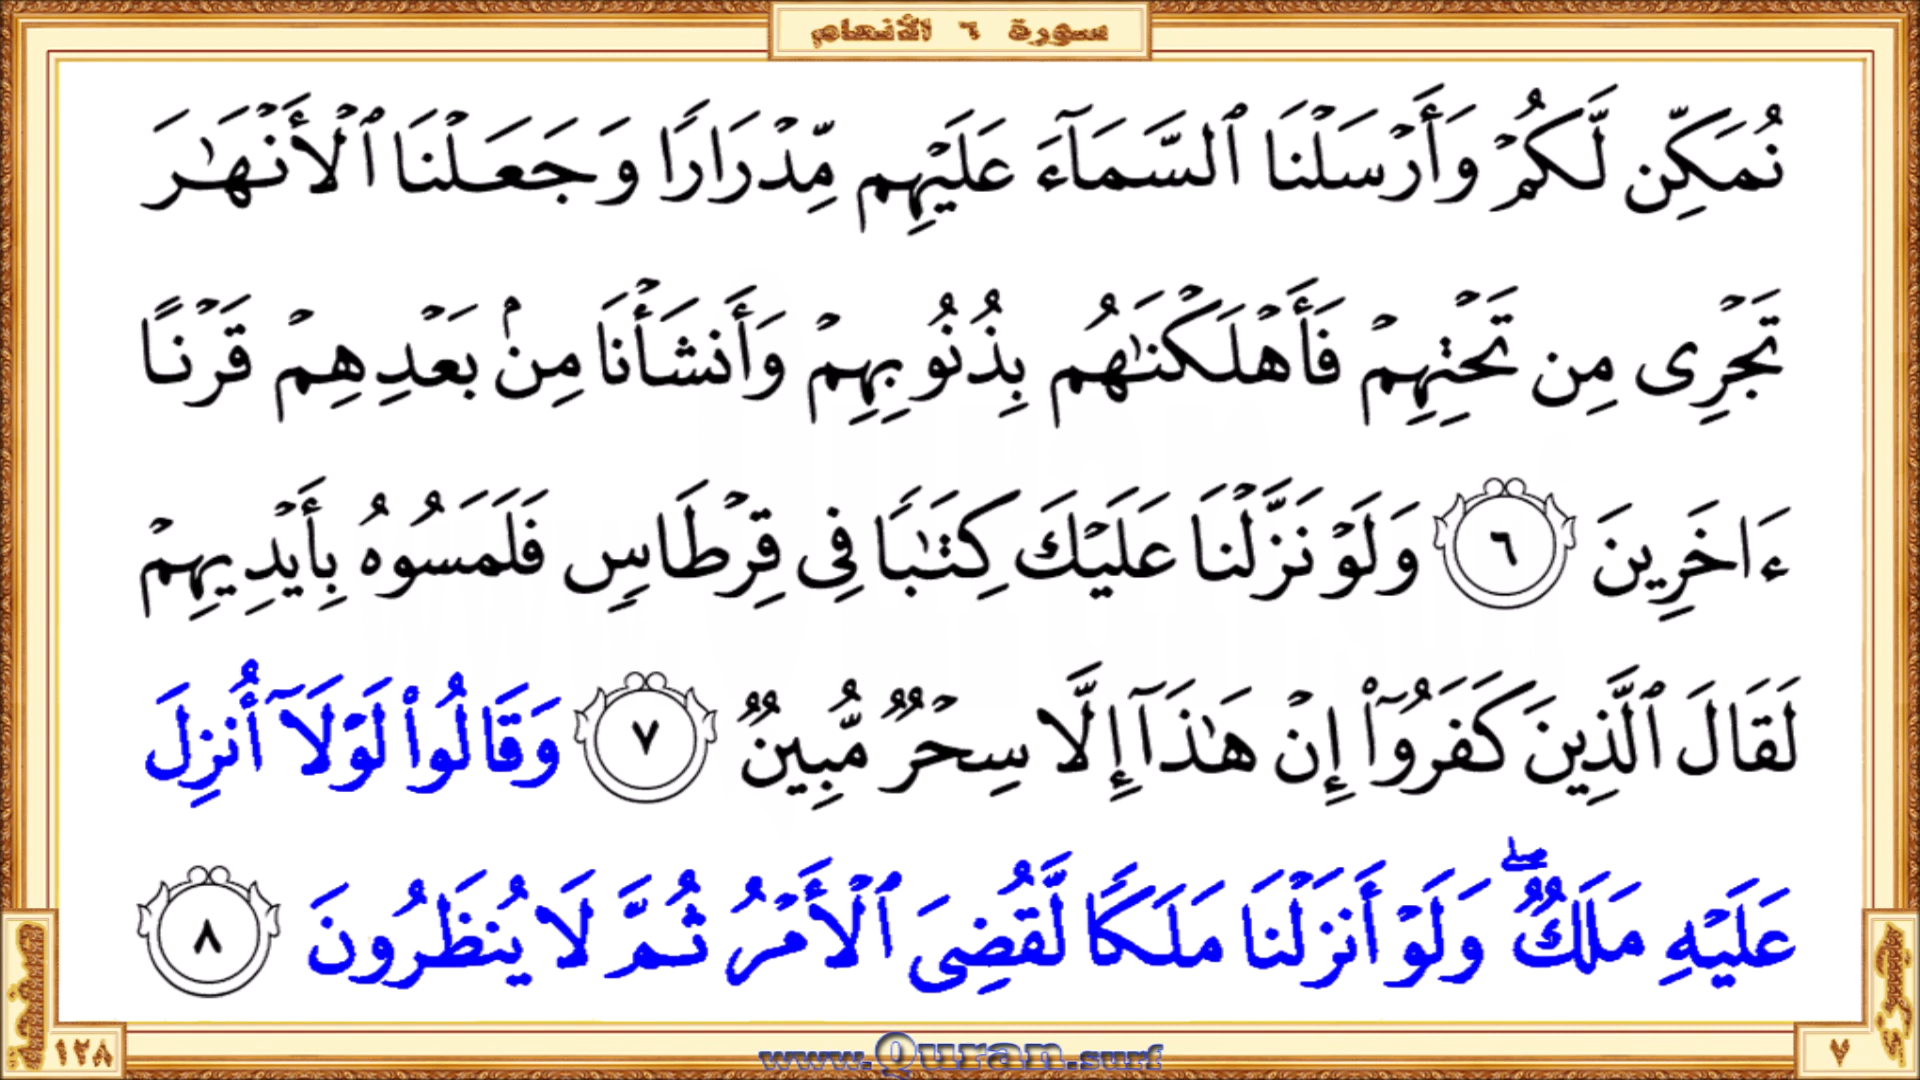 سورة ٦ الأنعام
نُمَكِّن لَّكُمْ وَأَرْسَلْنَا ٱلسَّمَآءَ عَلَيْهِم مِّدْرَارًا وَجَعَلْنَا ٱلْأَنْهَٰرَ
تَجْرِى مِن تَحْتِهِمْ فَأَهْلَكْنَٰهُم بِذُنُوبِهِمْ وَأَنشَأْنَا مِنۢ بَعْدِهِمْ قَرْنًا
ءَاخَرِينَ ٦ وَلَوْ نَزَّلْنَا عَلَيْكَ كِتَٰبًا فِى قِرْطَاسٍ فَلَمَسُوهُ بِأَيْدِيهِمْ
لَقَالَ ٱلَّذِينَ كَفَرُوٓا۟ إِنْ هَٰذَآ إِلَّا سِحْرٌ مُّبِينٌ ٧ وَقَالُوا۟ لَوْلَآ أُنزِلَ
عَلَيْهِ مَلَكٌ ۖ وَلَوْ أَنزَلْنَا مَلَكًا لَّقُضِىَ ٱلْأَمْرُ ثُمَّ لَا يُنظَرُونَ ٨
صفحة ١٢٨
www.Quran.surf
٧